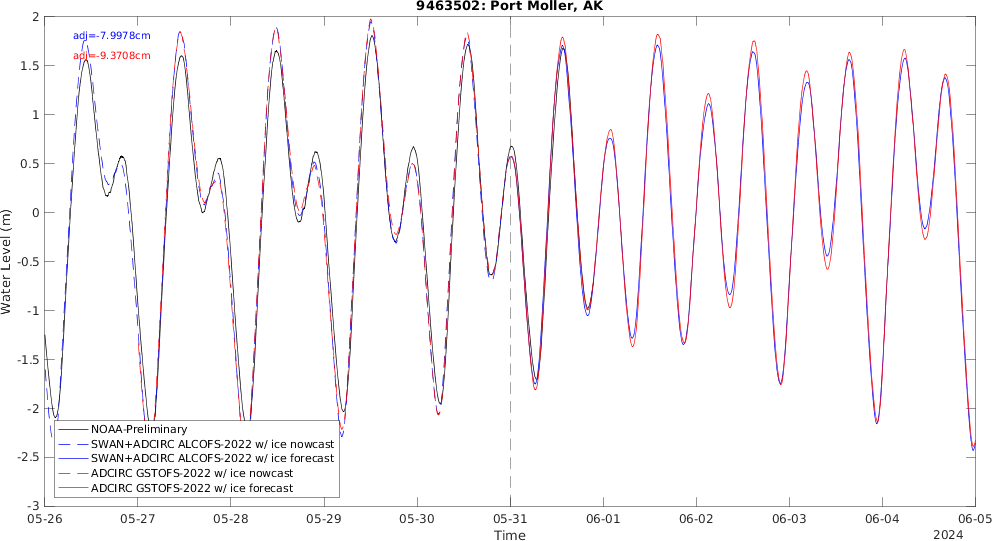 9463502: Port Moller, AK
adj=-7.9978cm
adj=-9.3708cm
Water Level (m)
2
1.5
1
0.5
0
-0.5
-1
-1.5
-2
-2.5
-3
NOAA-Preliminary
SWAN+ADCIRC ALCOFS-2022 w/ ice nowcast
SWAN+ADCIRC ALCOFS-2022 w/ ice forecast
ADCIRC GSTOFS-2022 w/ ice nowcast
ADCIRC GSTOFS-2022 w/ ice forecast
05-26 05-27 05-28 05-29 05-30 05-31 06-01 06-02 06-03 06-04 06-05
Time
2024